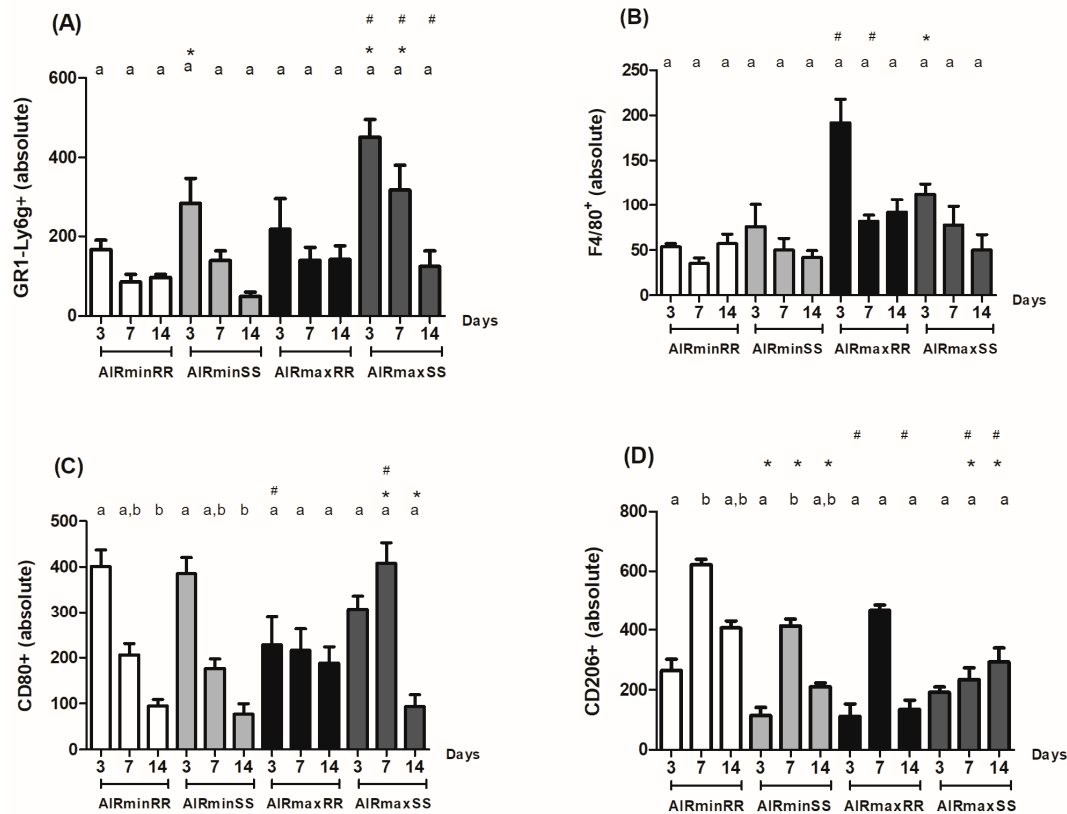 (A)
# # #
* * *
a a a a a a a a a a a a
GR1-Ly6g+ (absolute)
600
400
200
0
3 7 14 3 7 14 3 7 14 3 7 14
Days
AIRminRR AIRminSS AIRmaxRR AIRmaxSS
(B)
# # *
a a a a a a a a a a a a
F4/80+ (absolute)
250
200
150
100
50
0
3 7 14 3 7 14 3 7 14 3 7 14
Days
AIRminRR AIRminSS AIRmaxRR AIRmaxSS
(C)
# #
* *
a a,b b a a,b b a a a a a a
CD80+ (absolute)
500
400
300
200
100
0
3 7 14 3 7 14 3 7 14 3 7 14
Days
AIRminRR AIRminSS AIRmaxRR AIRmaxSS
(D)
# # # #
* * * * *
a b a,b a b a,b a a a a a a
CD206+ (absolute)
800
600
400
200
0
3 7 14 3 7 14 3 7 14 3 7 14
Days
AIRminRR AIRminSS AIRmaxRR AIRmaxSS